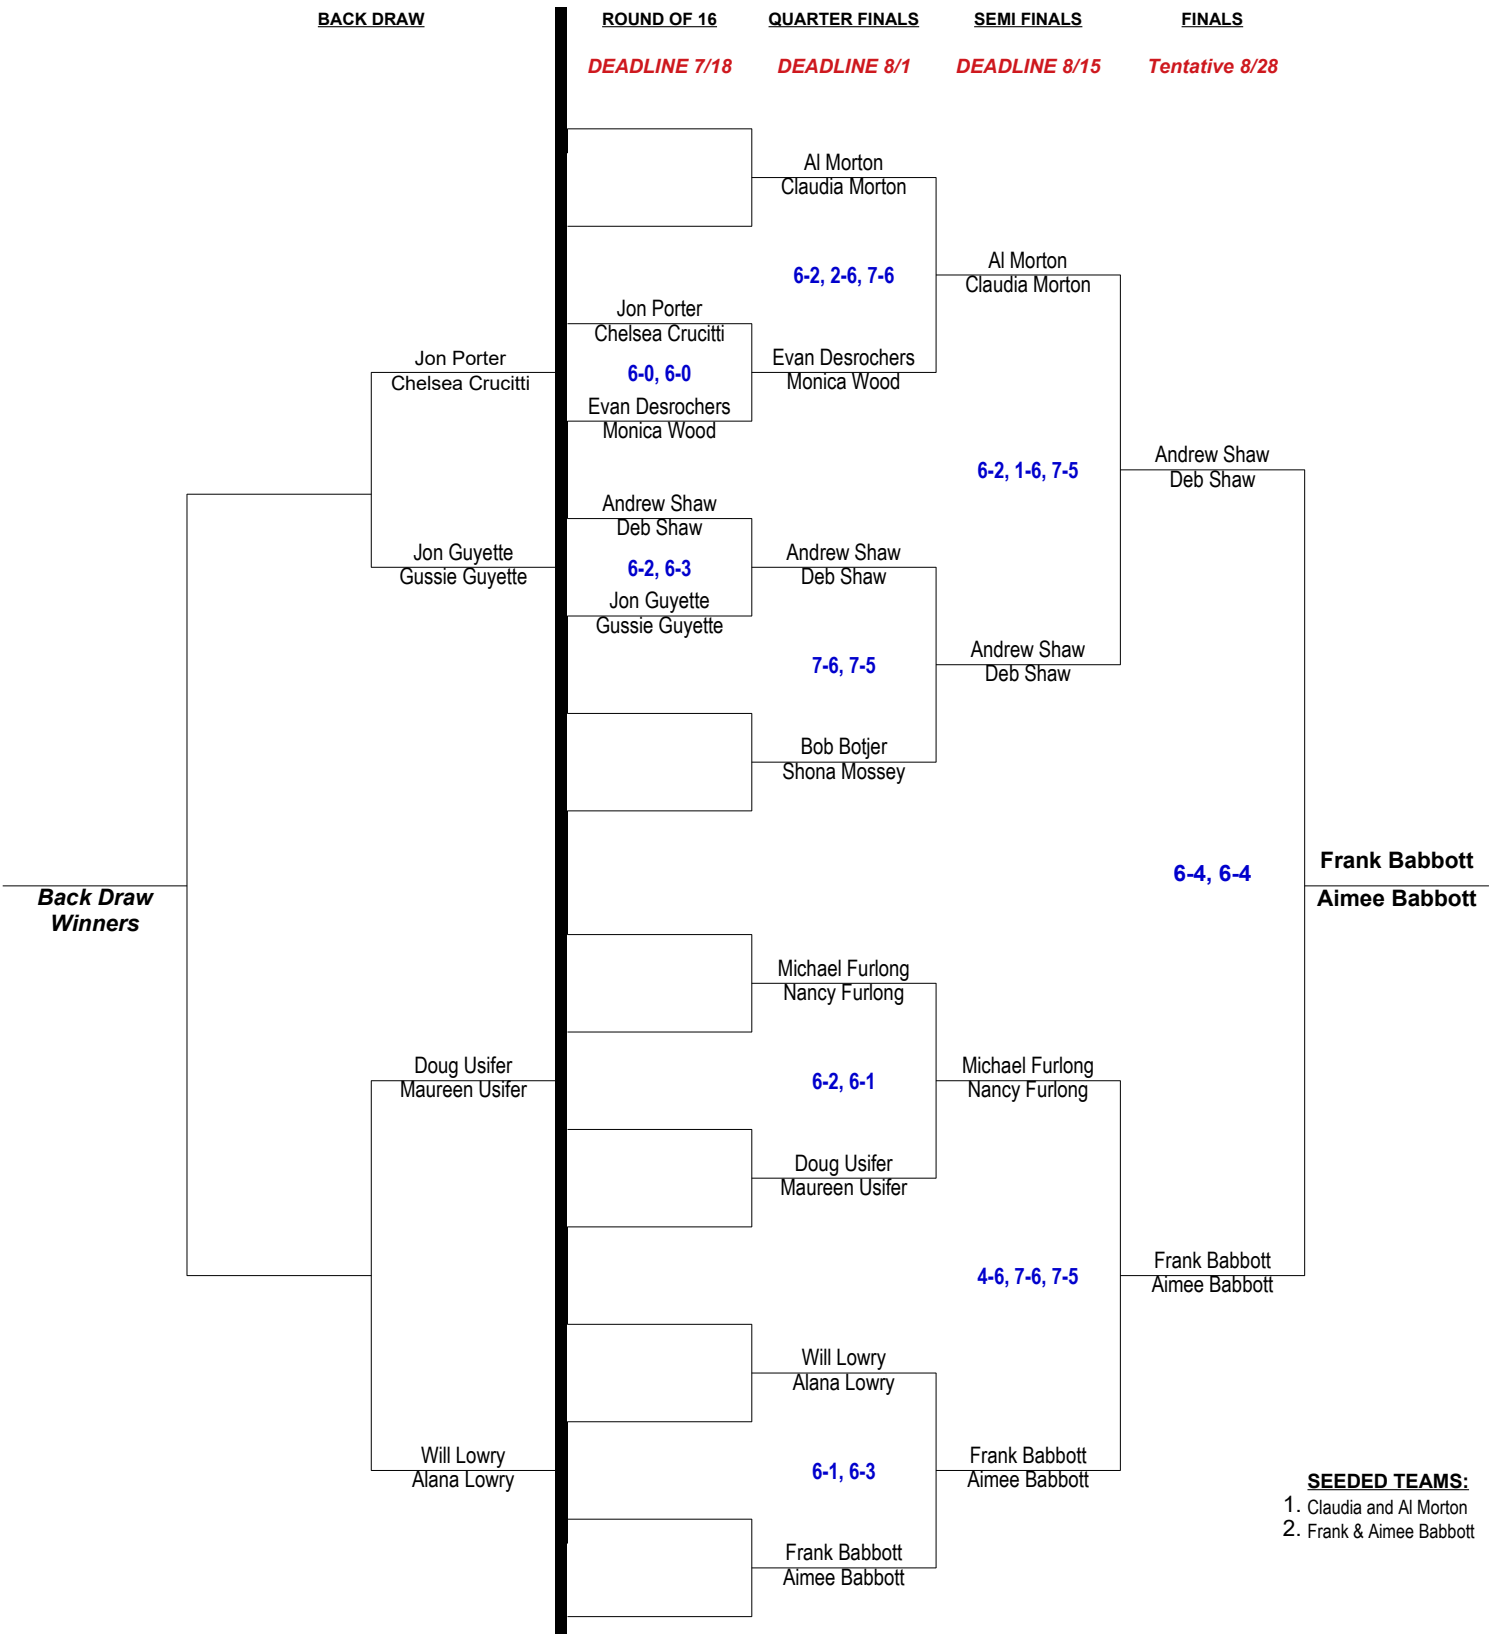 BACK DRAW
ROUND OF 16
QUARTER FINALS
SEMI FINALS
FINALS
DEADLINE 7/18
DEADLINE 8/1
DEADLINE 8/15
Tentative 8/28
Jon Porter
Chelsea Crucitti
Jon Guyette
Gussie Guyette
Back Draw
Winners
Doug Usifer
Maureen Usifer
Will Lowry
Alana Lowry
Jon Porter
Chelsea Crucitti
6-0, 6-0
Evan Desrochers
Monica Wood
Andrew Shaw
Deb Shaw
6-2, 6-3
Jon Guyette
Gussie Guyette
Al Morton
Claudia Morton
6-2, 2-6, 7-6
Evan Desrochers
Monica Wood
Andrew Shaw
Deb Shaw
7-6, 7-5
Bob Botjer
Shona Mossey
Michael Furlong
Nancy Furlong
6-2, 6-1
Doug Usifer
Maureen Usifer
Will Lowry
Alana Lowry
6-1, 6-3
Frank Babbott
Aimee Babbott
Al Morton
Claudia Morton
6-2, 1-6, 7-5
Andrew Shaw
Deb Shaw
Michael Furlong
Nancy Furlong
4-6, 7-6, 7-5
Frank Babbott
Aimee Babbott
Andrew Shaw
Deb Shaw
6-4, 6-4
Frank Babbott
Aimee Babbott
Frank Babbott
Aimee Babbott
SEEDED TEAMS:
1. Claudia and Al Morton
2. Frank & Aimee Babbott